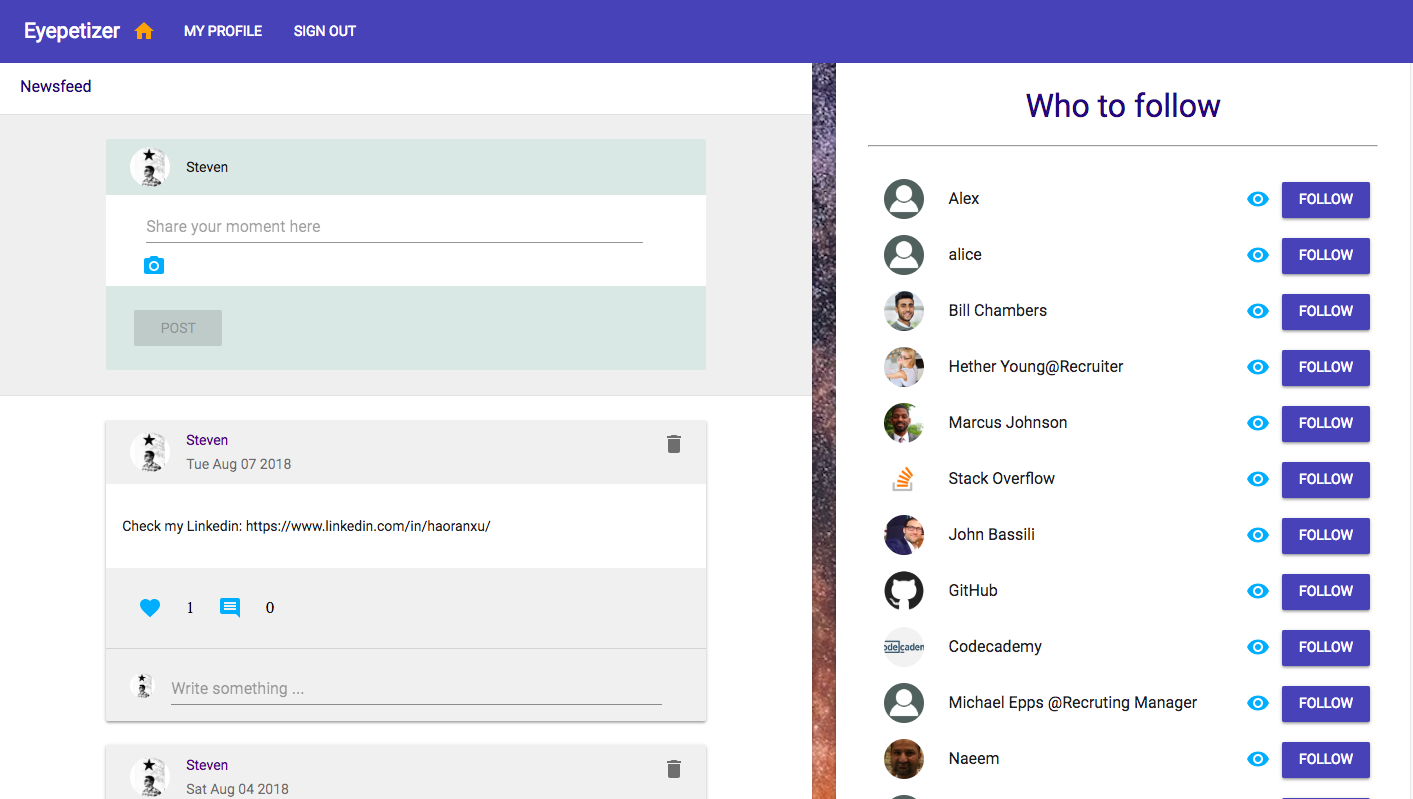 Eyepetizer MY PROFILE SIGN OUT
Newsfeed
Steven
Share your moment here
POST
Steven
Tue Aug 07 2018
Check my Linkedin: https://www.linkedin.com/in/haoranxu/
1 0
Write something ...
Steven
Sat Aug 04 2018
Who to follow
Alex FOLLOW
alice FOLLOW
Bill Chambers FOLLOW
Hether Young@Recruiter FOLLOW
Marcus Johnson FOLLOW
Stack Overflow FOLLOW
John Bassili FOLLOW
GitHub FOLLOW
Codecademy FOLLOW
Michael Epps @Recruting Manager FOLLOW
Naeem FOLLOW